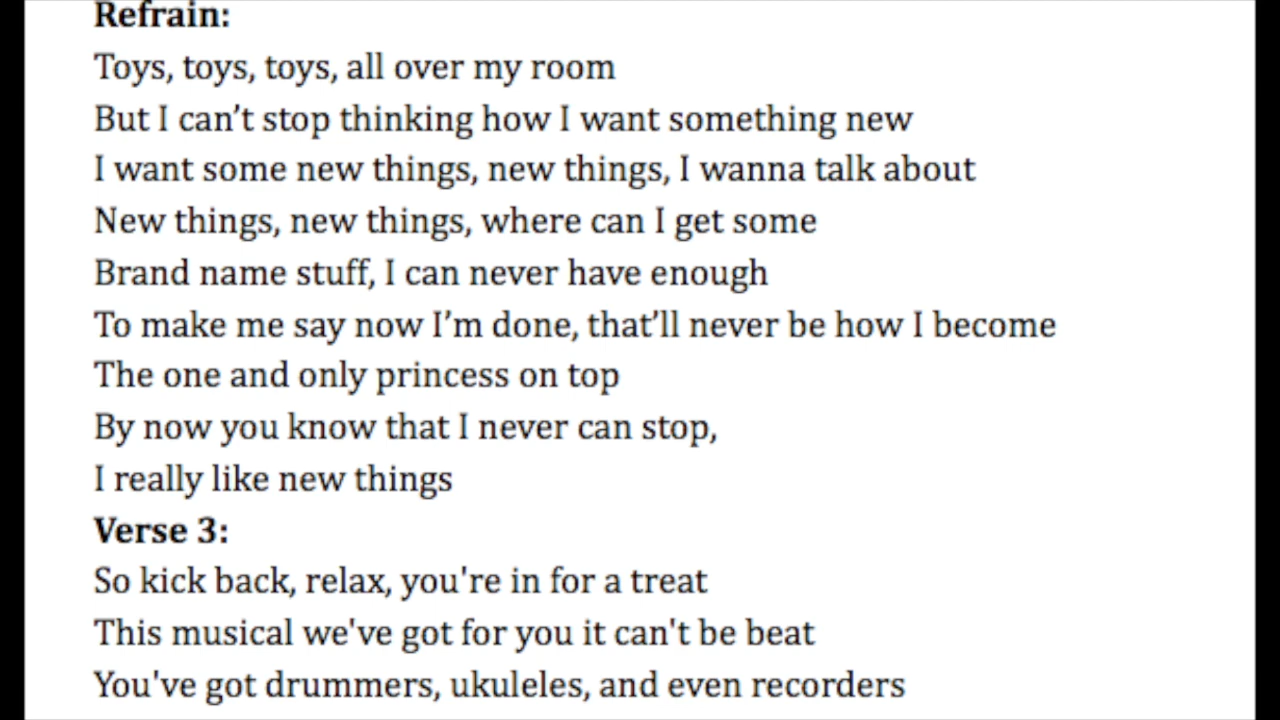 Refrain:
Toys, toys, toys, all over my room
But I can’t stop thinking how I want something new
I want some new things, new things, I wanna talk about
New things, new things, where can I get some
Brand name stuff, I can never have enough
To make me say now I’m done, that’ll never be how I become
The one and only princess on top
By now you know that I never can stop,
I really like new things
Verse 3:
So kick back, relax, you're in for a treat
This musical we've got for you it can't be beat
You've got drummers, ukuleles, and even recorders